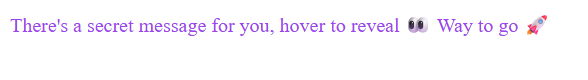 There's a secret message for you, hover to reveal 👀 Way to go 🚀